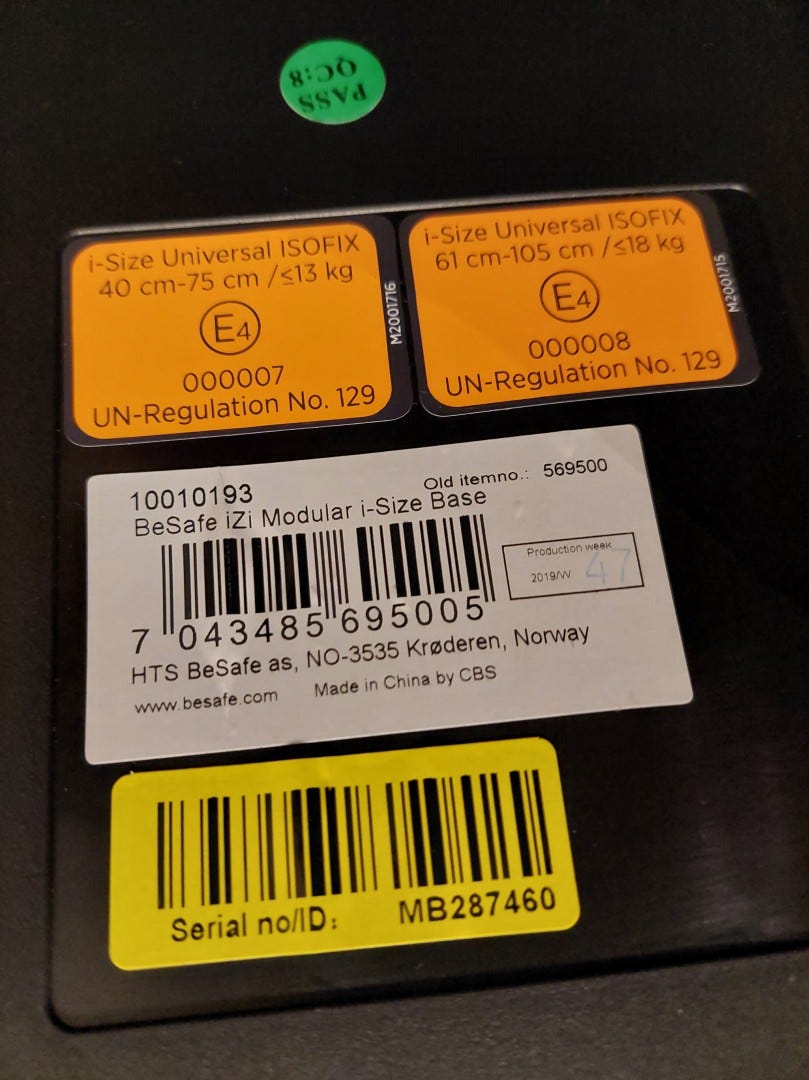 PASS
QC:8
i-Size Universal ISOFIX
40 cm-75 cm /≤13 kg
E4
000007
UN-Regulation No. 129
M2001716
i-Size Universal ISOFIX
61 cm-105 cm /≤18 kg
E4
000008
UN-Regulation No. 129
M2001715
10010193 Old itemno.: 569500
BeSafe iZi Modular i-Size Base
Production week
2019/W 47
7 043485 695005
HTS BeSafe as, NO-3535 Krøderen, Norway
www.besafe.com Made in China by CBS
Serial no/ID: MB287460